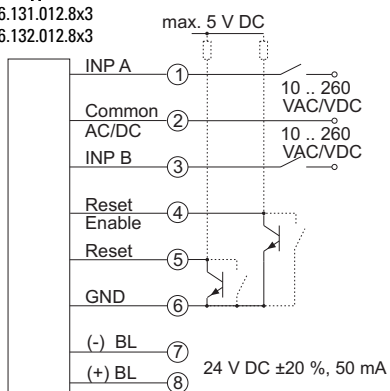 6.131.012.8x3
6.132.012.8x3
max. 5 V DC
INP A
1
10 .. 260
VAC/VDC
Common
AC/DC
2
10 .. 260
VAC/VDC
INP B
3
Reset
Enable
4
Reset
5
GND
6
(-) BL
7
(+) BL
8
24 V DC ±20 %, 50 mA